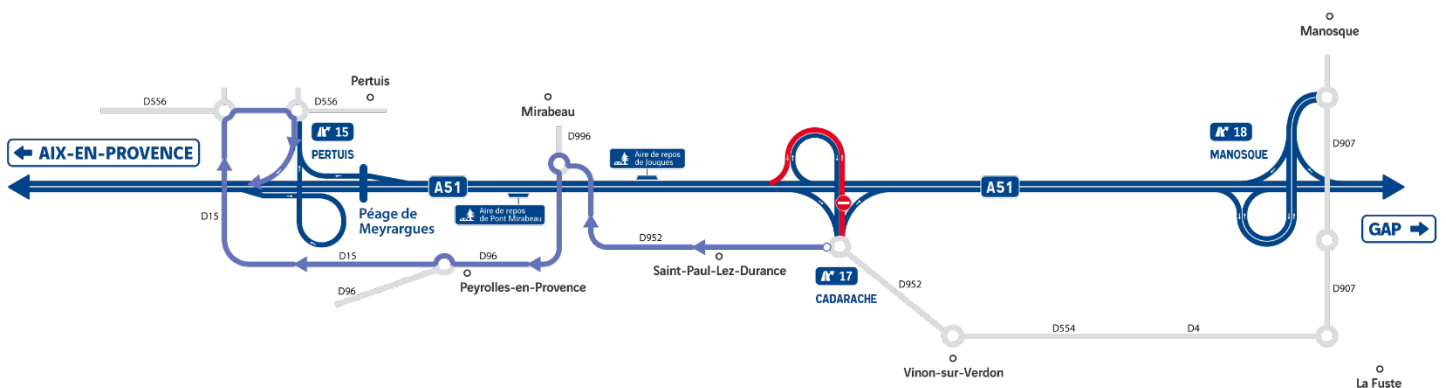 Manosque
Pertuis
D556
D556
Mirabeau
15
PERTUIS
D996
18
MANOSQUE
D907
AIX-EN-PROVENCE
Aire de repos
de Jouques
A51
A51
Péage de
Meyrargues
Aire de repos
de Pont Mirabeau
D15
GAP
D952
D15
D96
Saint-Paul-Lez-Durance
17
CADARACHE
Peyrolles-en-Provence
D96
D952
D907
D554
D4
Vinon-sur-Verdon
La Fuste